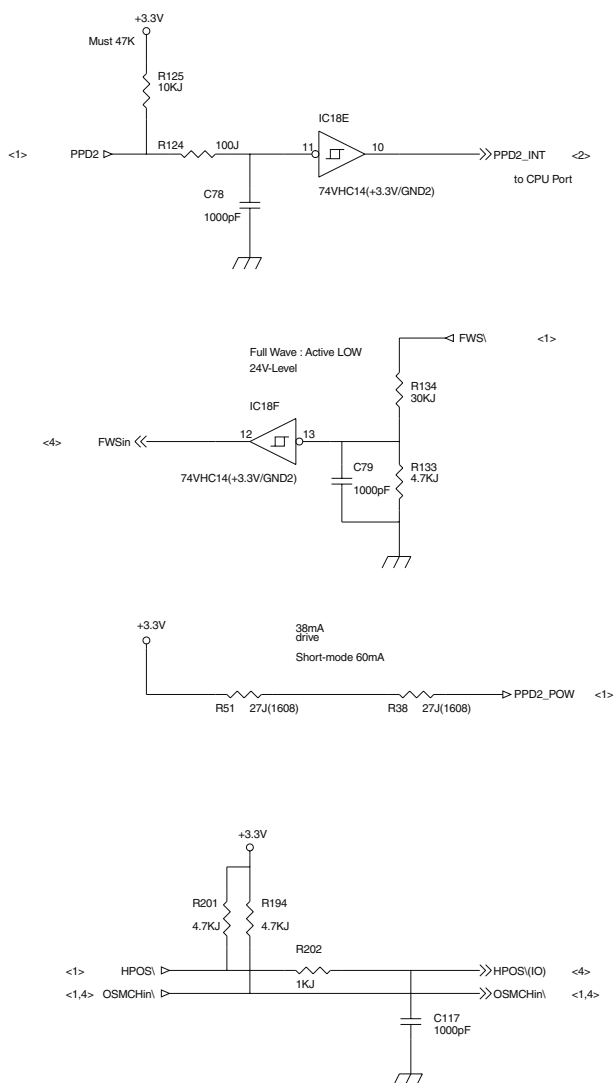 +3.3V
Must 47K
R125
10KJ
IC18E
<1> PPD2 R124 100J 11 10 PPD2_INT <2>
to CPU Port
C78
1000pF
74VHC14(+3.3V/GND2)
FWS\ <1>
Full Wave : Active LOW
24V-Level
R134
30KJ
IC18F
<4> FWSin 12 13
C79
1000pF
R133
4.7KJ
74VHC14(+3.3V/GND2)
+3.3V
38mA
drive
Short-mode 60mA
PPD2_POW <1>
R51 27J(1608) R38 27J(1608)
+3.3V
R201 R194
4.7KJ 4.7KJ
R202
<1> HPOS\ HPOS\(IO) <4>
1KJ
<1,4> OSMCHin\ OSMCHin\ <1,4>
C117
1000pF